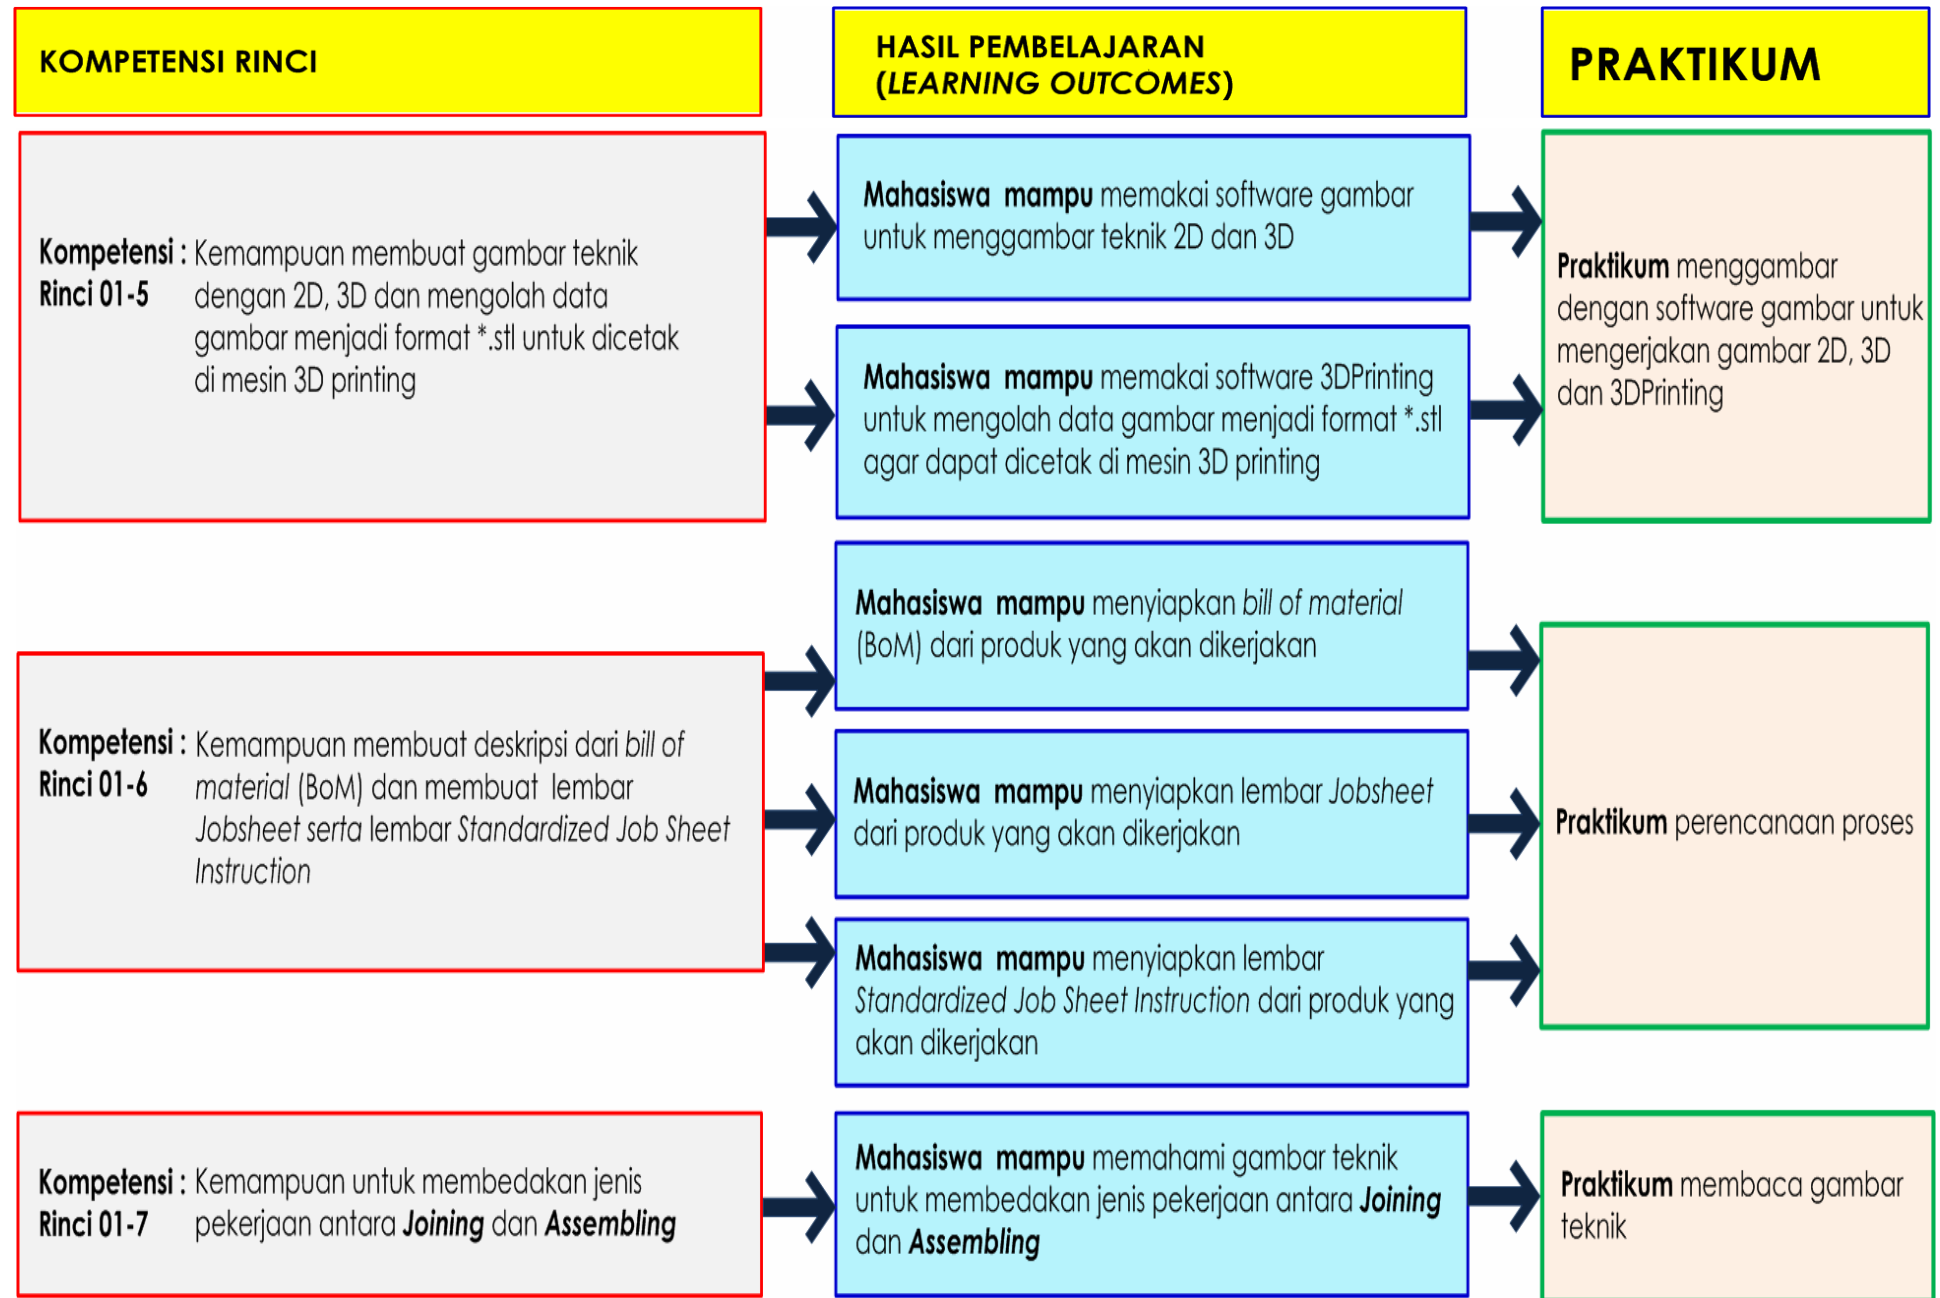 KOMPETENSI RINCI
HASIL PEMBELAJARAN
(LEARNING OUTCOMES)
PRAKTIKUM
Kompetensi : Kemampuan membuat gambar teknik
Rinci 01-5 dengan 2D, 3D dan mengolah data
gambar menjadi format *.stl untuk dicetak
di mesin 3D printing
Mahasiswa mampu memakai software gambar
untuk menggambar teknik 2D dan 3D
Mahasiswa mampu memakai software 3DPrinting
untuk mengolah data gambar menjadi format *.stl
agar dapat dicetak di mesin 3D printing
Praktikum menggambar
dengan software gambar untuk
mengerjakan gambar 2D, 3D
dan 3DPrinting
Kompetensi : Kemampuan membuat deskripsi dari bill of
Rinci 01-6 material (BoM) dan membuat lembar
Jobsheet serta lembar Standardized Job Sheet
Instruction
Mahasiswa mampu menyiapkan bill of material
(BoM) dari produk yang akan dikerjakan
Mahasiswa mampu menyiapkan lembar Jobsheet
dari produk yang akan dikerjakan
Mahasiswa mampu menyiapkan lembar
Standardized Job Sheet Instruction dari produk yang
akan dikerjakan
Praktikum perencanaan proses
Kompetensi : Kemampuan untuk membedakan jenis
Rinci 01-7 pekerjaan antara Joining dan Assembling
Mahasiswa mampu memahami gambar teknik
untuk membedakan jenis pekerjaan antara Joining
dan Assembling
Praktikum membaca gambar
teknik